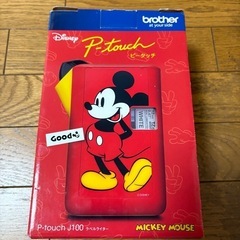 brother
at your side
Disney
P-touch
ピータッチ
WHITE
GOOD
P-touch J100 ラベルライター
MICKEY MOUSE